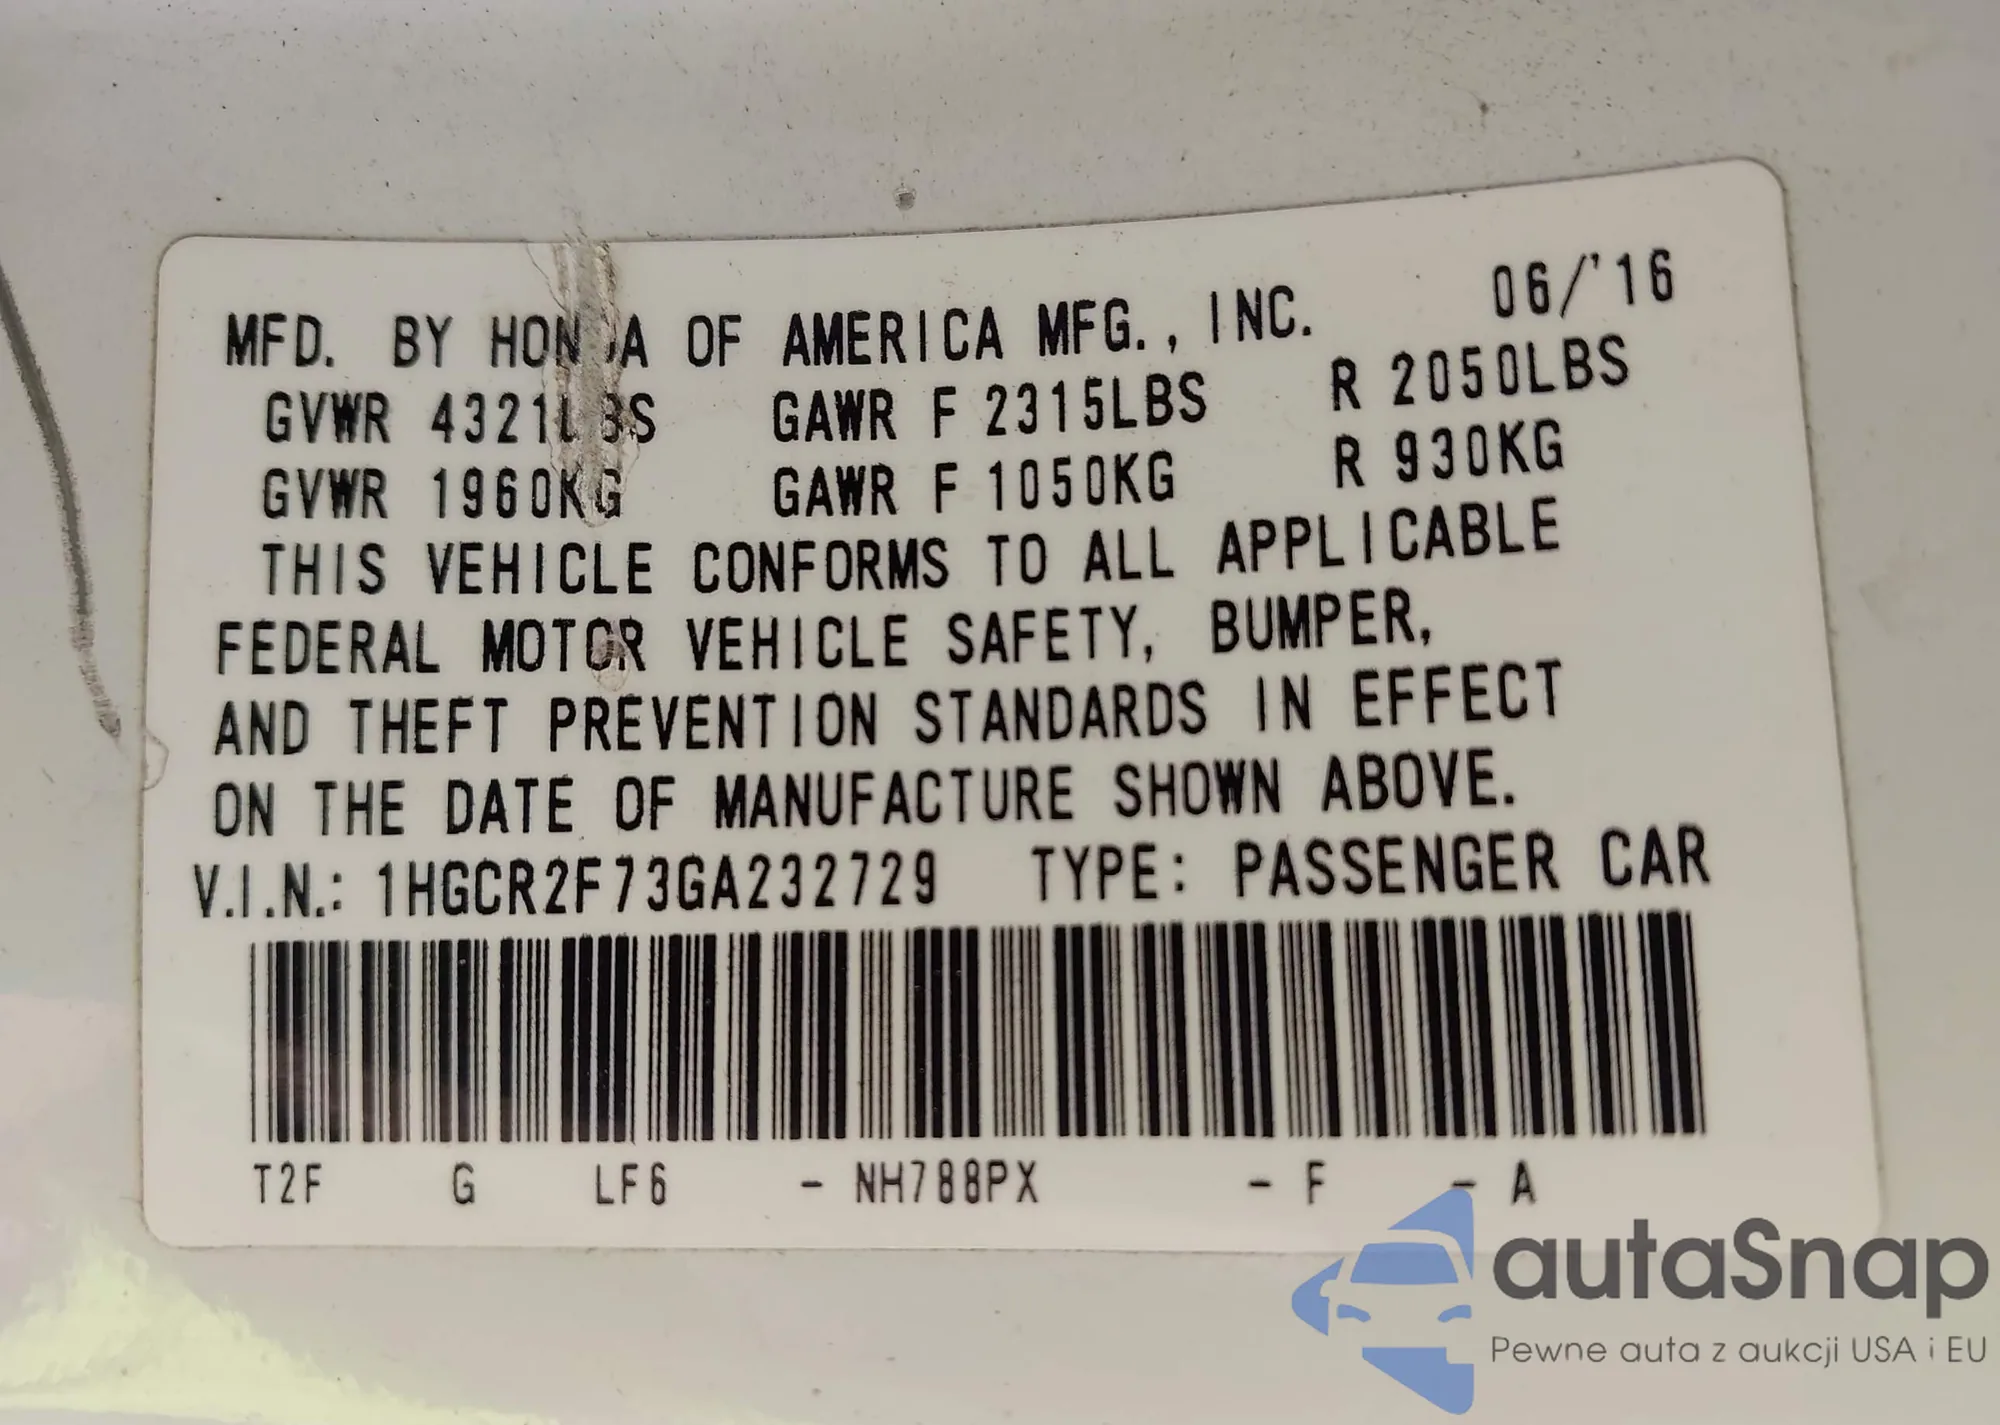 06/'16
MFD. BY HONDA OF AMERICA MFG., INC.
GVWR 4321LBS GAWR F 2315LBS R 2050LBS
GVWR 1960KG GAWR F 1050KG R 930KG
THIS VEHICLE CONFORMS TO ALL APPLICABLE
FEDERAL MOTOR VEHICLE SAFETY, BUMPER,
AND THEFT PREVENTION STANDARDS IN EFFECT
ON THE DATE OF MANUFACTURE SHOWN ABOVE.
V.I.N.: 1HGCR2F73GA232729 TYPE: PASSENGER CAR
T2F G LF6 - NH788PX - F - A
autaSnap
Pewne auta z aukcji USA i EU